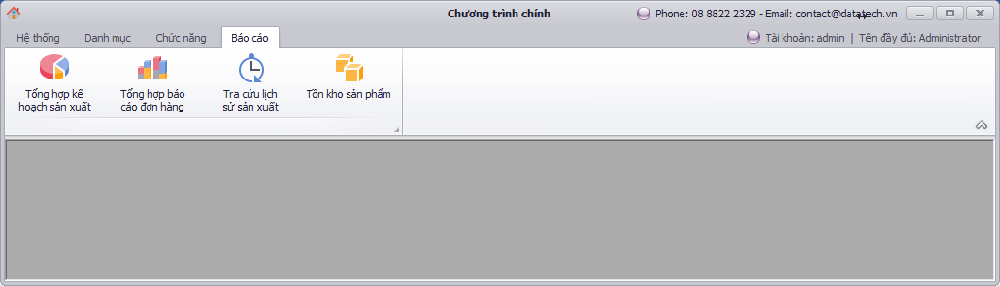 Chương trình chính
Phone: 08 8822 2329 - Email: contact@datatech.vn
Hệ thống
Danh mục
Chức năng
Báo cáo
Tài khoản: admin | Tên đầy đủ: Administrator
Tổng hợp kế
hoạch sản xuất
Tổng hợp báo
cáo đơn hàng
Tra cứu lịch
sử sản xuất
Tồn kho sản phẩm